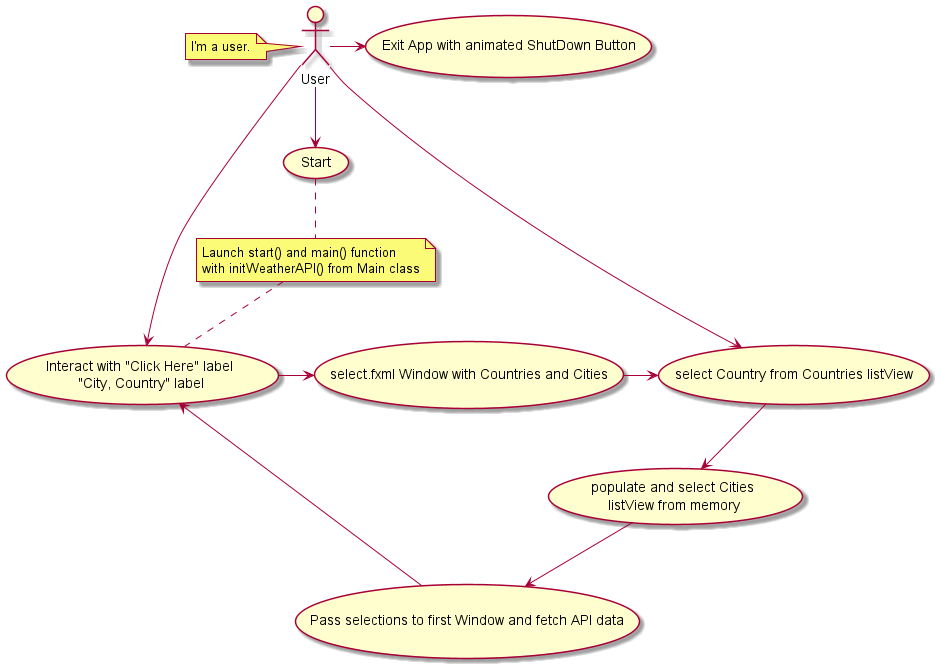 I'm a user.
Exit App with animated ShutDown Button
User
Start
Launch start() and main() function
with initWeatherAPI() from Main class
Interact with "Click Here" label
"City, Country" label
select.fxml Window with Countries and Cities
select Country from Countries listView
populate and select Cities
listView from memory
Pass selections to first Window and fetch API data